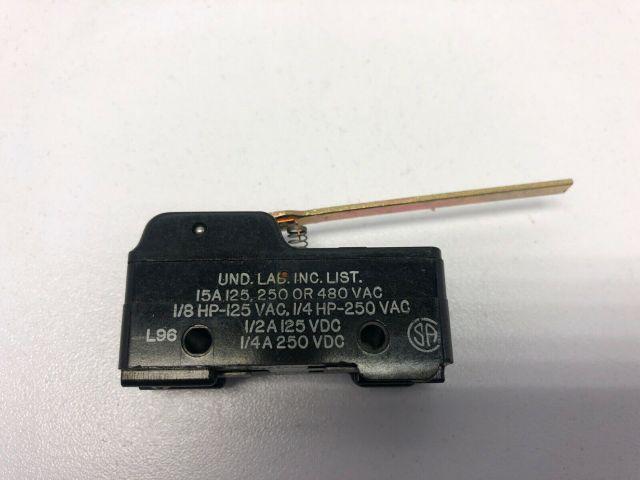 UND. LAB. INC. LIST.
15A 125, 250 OR 480 VAC
1/8 HP-125 VAC, 1/4 HP-250 VAC
1/2 A 125 VDC
L96
1/4 A 250 VDC
SA